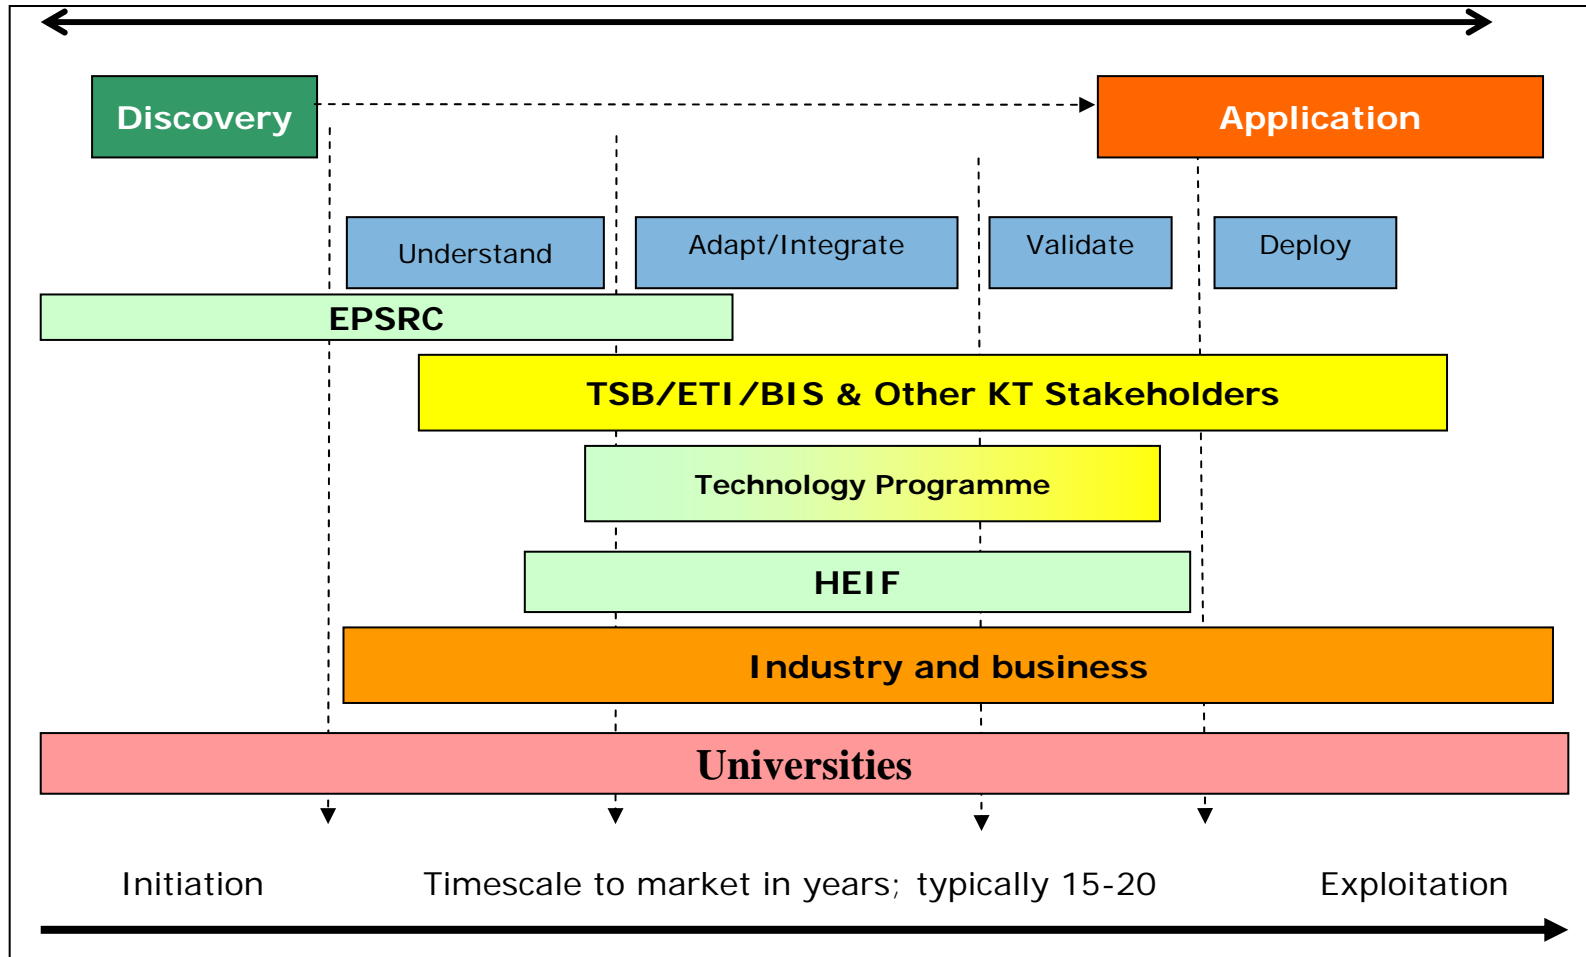 Discovery
Application
Understand
Adapt/Integrate
Validate
Deploy
EPSRC
TSB/ETI/BIS & Other KT Stakeholders
Technology Programme
HEIF
Industry and business
Universities
Initiation
Timescale to market in years; typically 15-20
Exploitation